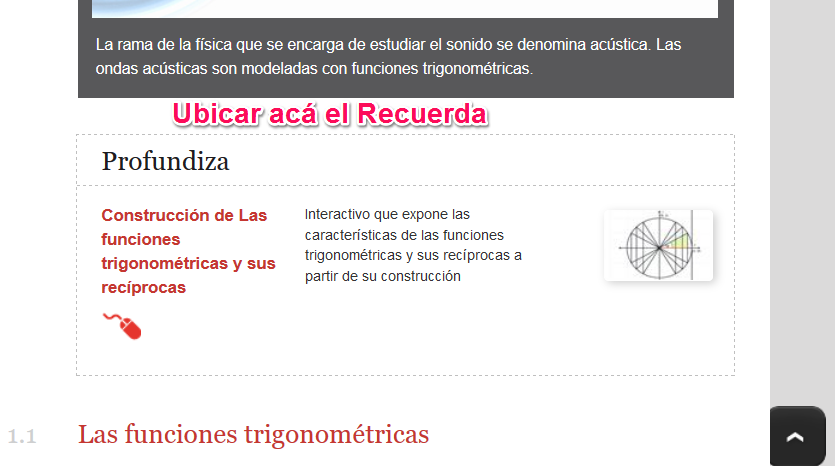 La rama de la física que se encarga de estudiar el sonido se denomina acústica. Las
ondas acústicas son modeladas con funciones trigonométricas.
Ubicar acá el Recuerda
Profundiza
Construcción de Las
funciones
trigonométricas y sus
recíprocas
Interactivo que expone las
características de las funciones
trigonométricas y sus recíprocas a
partir de su construcción
1.1 Las funciones trigonométricas